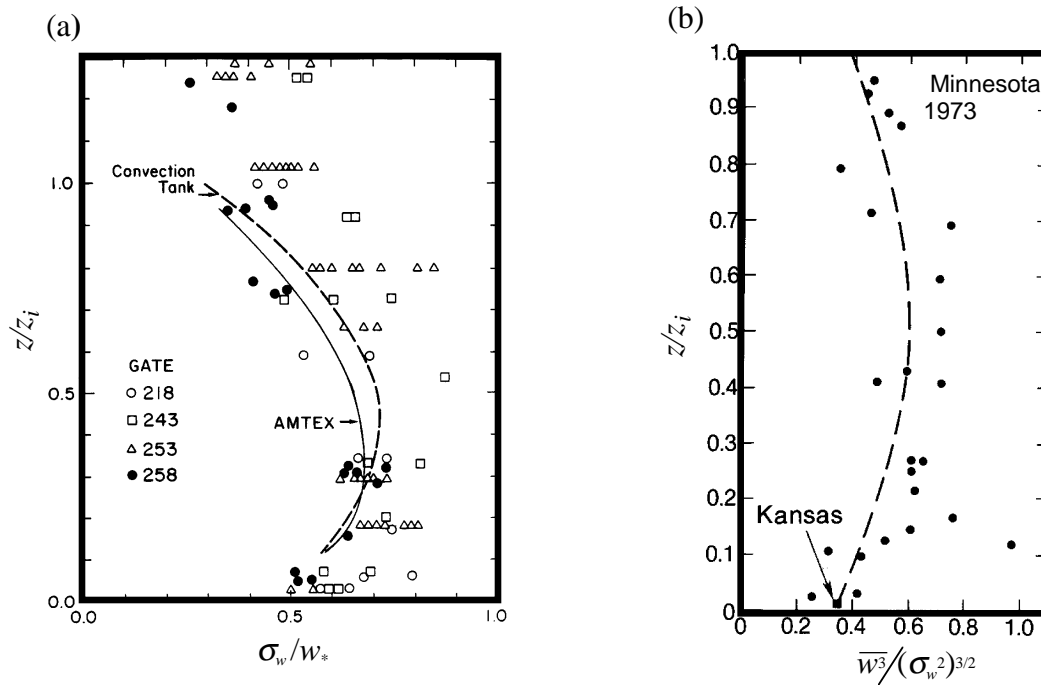 (a)
Convection
Tank
1.0
z/z_i
GATE
218
243
253
258
0.5
AMTEX
0.0
0.0
0.5
1.0
σ_w/w_*
(b)
Minnesota
1973
1.0
0.9
0.8
0.7
0.6
0.5
0.4
0.3
0.2
0.1
0
z/z_i
Kansas
0
0.2
0.4
0.6
0.8
1.0
w̅³̅/(σ_w²)^{3/2}